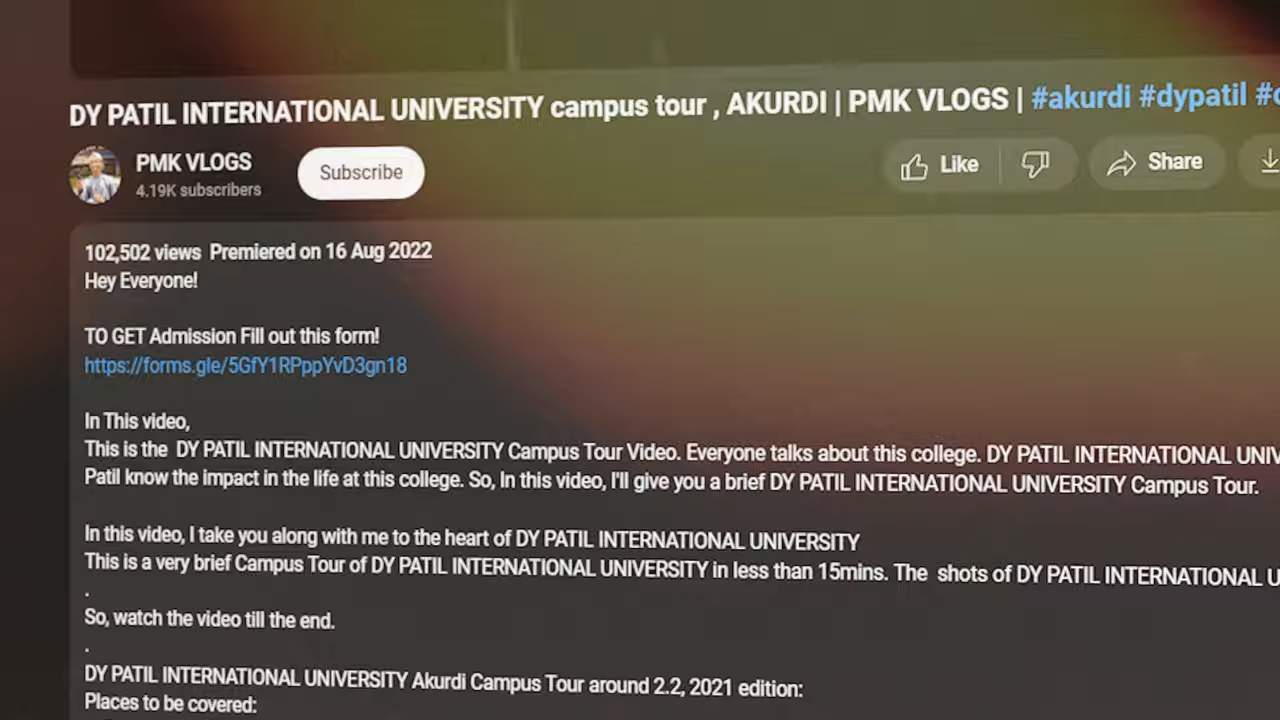 DY PATIL INTERNATIONAL UNIVERSITY campus tour , AKURDI | PMK VLOGS | #akurdi #dypatil
PMK VLOGS
4.19K subscribers
Subscribe
Like
Share
102,502 views Premiered on 16 Aug 2022
Hey Everyone!
TO GET Admission Fill out this form!
https://forms.gle/5GfY1RPppYvD3gn18
In This video,
This is the DY PATIL INTERNATIONAL UNIVERSITY Campus Tour Video. Everyone talks about this college. DY PATIL INTERNATIONAL
Patil know the impact in the life at this college. So, In this video, I'll give you a brief DY PATIL INTERNATIONAL UNIVERSITY Campus Tour.
In this video, I take you along with me to the heart of DY PATIL INTERNATIONAL UNIVERSITY
This is a very brief Campus Tour of DY PATIL INTERNATIONAL UNIVERSITY in less than 15mins. The shots of DY PATIL INTERNATIONAL
.
So, watch the video till the end.
.
DY PATIL INTERNATIONAL UNIVERSITY Akurdi Campus Tour around 2.2, 2021 edition:
Places to be covered: